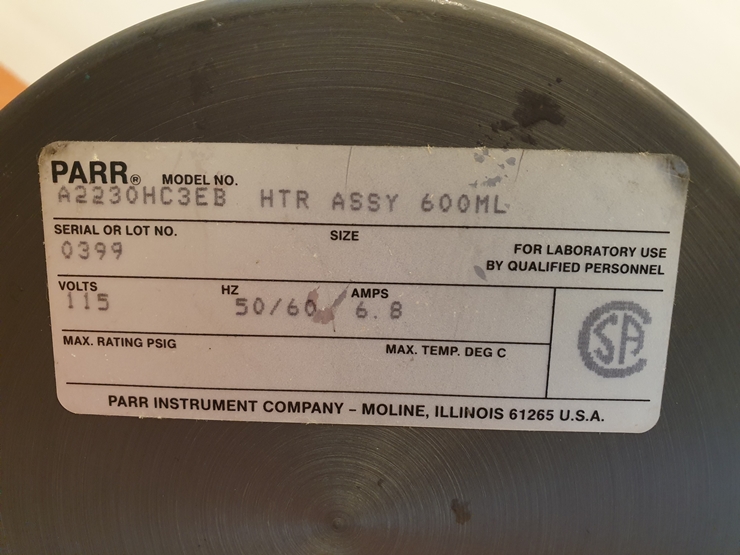 PARR® MODEL NO.
A2230HC3EB HTR ASSY 600ML
SERIAL OR LOT NO. SIZE
0399
FOR LABORATORY USE
BY QUALIFIED PERSONNEL
VOLTS HZ AMPS
115 50/60 6.8
CSA
MAX. RATING PSIG MAX. TEMP. DEG C
PARR INSTRUMENT COMPANY – MOLINE, ILLINOIS 61265 U.S.A.